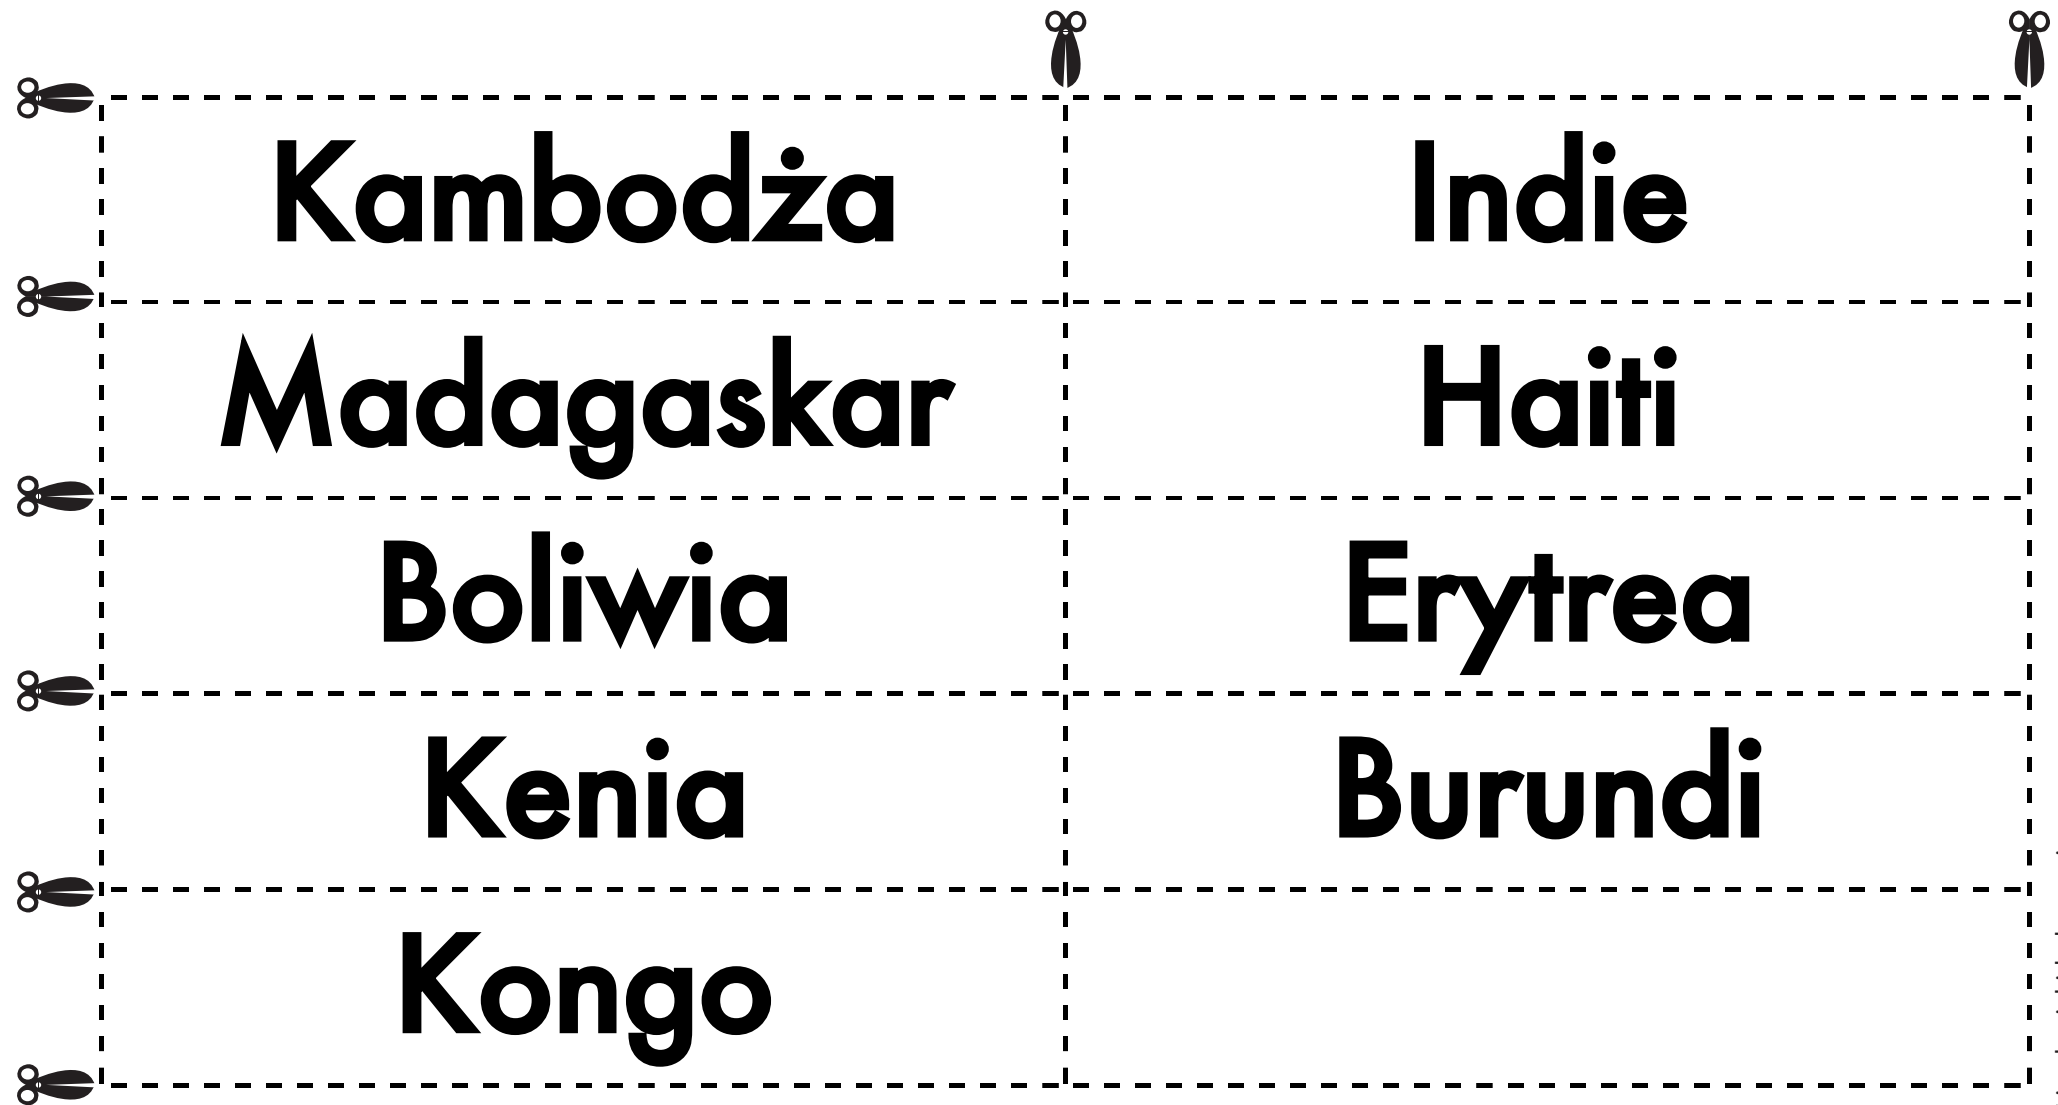 Kambodża
Indie
Madagaskar
Haiti
Boliwia
Erytrea
Kenia
Burundi
Kongo